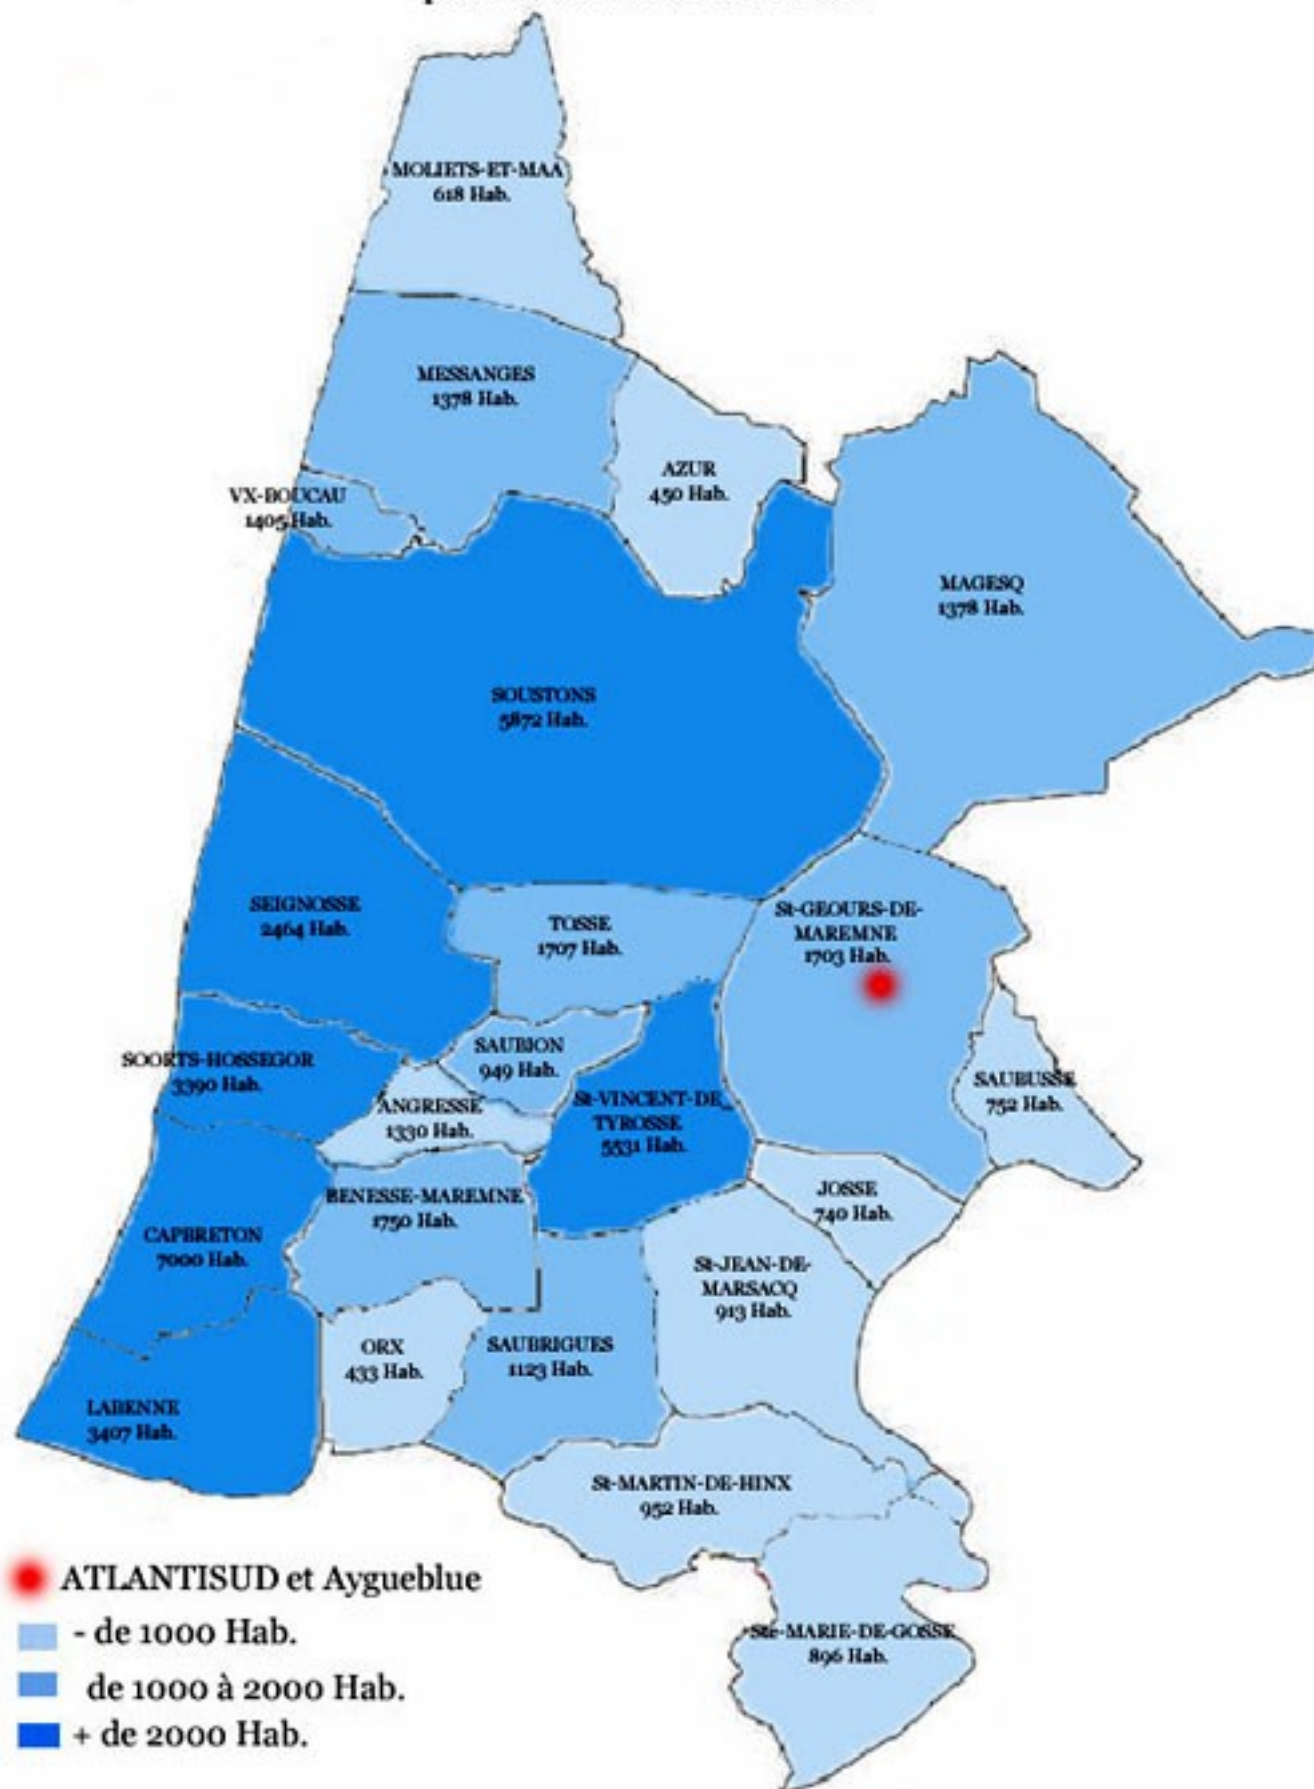 MOLIETS-ET-MAA
618 Hab.
MESSANGES
1378 Hab.
AZUR
450 Hab.
VX-BOUCAU
1405 Hab.
MAGESQ
1378 Hab.
SOUSTONS
5872 Hab.
SEIGNOSSE
2464 Hab.
TOSSE
1707 Hab.
St-GEOURS-DE-
MAREMNE
1703 Hab.
SOORTS-HOSSEGOR
3390 Hab.
SAUBION
949 Hab.
ANGRESSE
1330 Hab.
St-VINCENT-DE
TYROSSE
5531 Hab.
SAUBUSSE
752 Hab.
BENESSE-MAREMNE
1750 Hab.
JOSSE
740 Hab.
CAPBRETON
7000 Hab.
St-JEAN-DE-
MARSACQ
913 Hab.
ORX
433 Hab.
SAUBRIGUES
1123 Hab.
LABENNE
3407 Hab.
St-MARTIN-DE-HINX
952 Hab.
Ste-MARIE-DE-GOSSE
896 Hab.
ATLANTISUD et Aygueblue
- de 1000 Hab.
de 1000 à 2000 Hab.
+ de 2000 Hab.